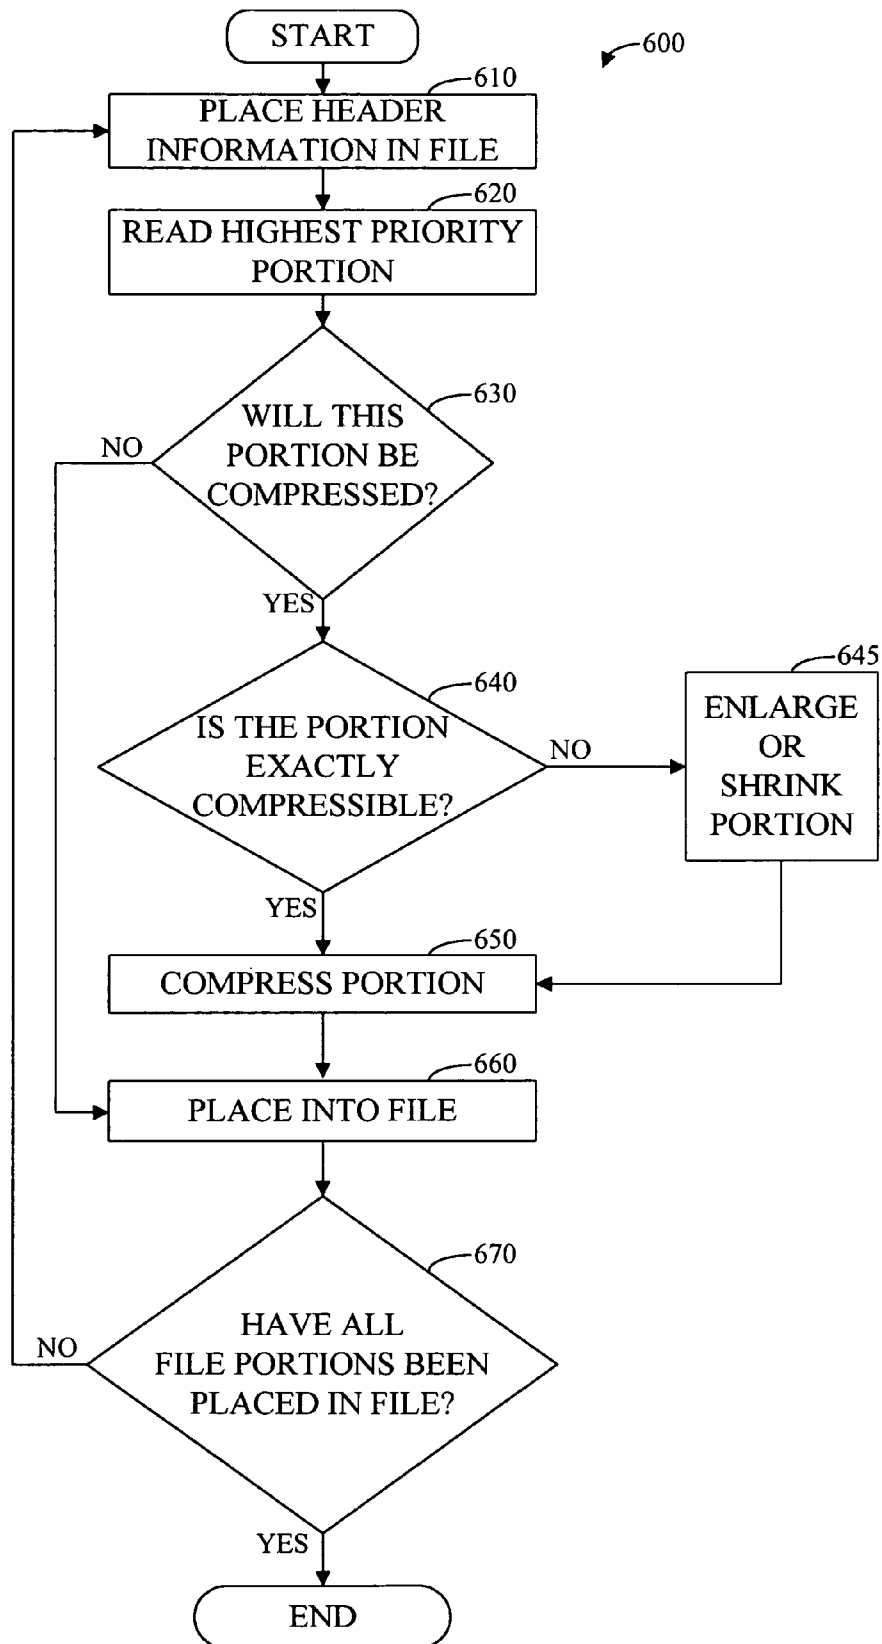 START
600
610
PLACE HEADER
INFORMATION IN FILE
620
READ HIGHEST PRIORITY
PORTION
630
WILL THIS
PORTION BE
COMPRESSED?
NO
YES
640
IS THE PORTION
EXACTLY
COMPRESSIBLE?
NO
645
ENLARGE
OR
SHRINK
PORTION
YES
650
COMPRESS PORTION
660
PLACE INTO FILE
670
HAVE ALL
FILE PORTIONS BEEN
PLACED IN FILE?
NO
YES
END